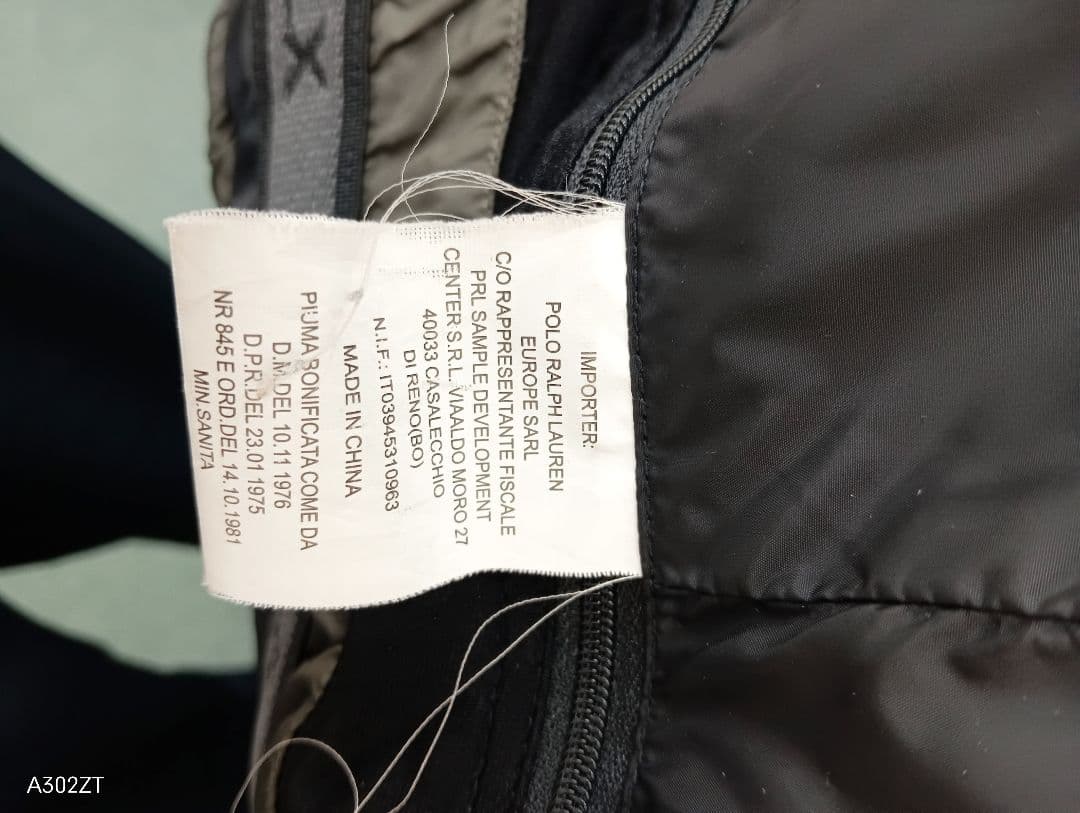 IMPORTER:
POLO RALPH LAUREN
EUROPE SARL
C/O RAPPRESENTANTE FISCALE
PRL SAMPLE DEVELOPMENT
CENTER S.R.L. VIAALDO MORO 27
40033 CASALECCHIO
DI RENO(BO)
N.I.F.: IT03945310963
MADE IN CHINA
PIUMA BONIFICATA COME DA
D.M.DEL 10.11 1976
D.P.R.DEL 23.01 1975
NR 845 E ORD.DEL 14.10.1981
MIN.SANITA
X
A302ZT